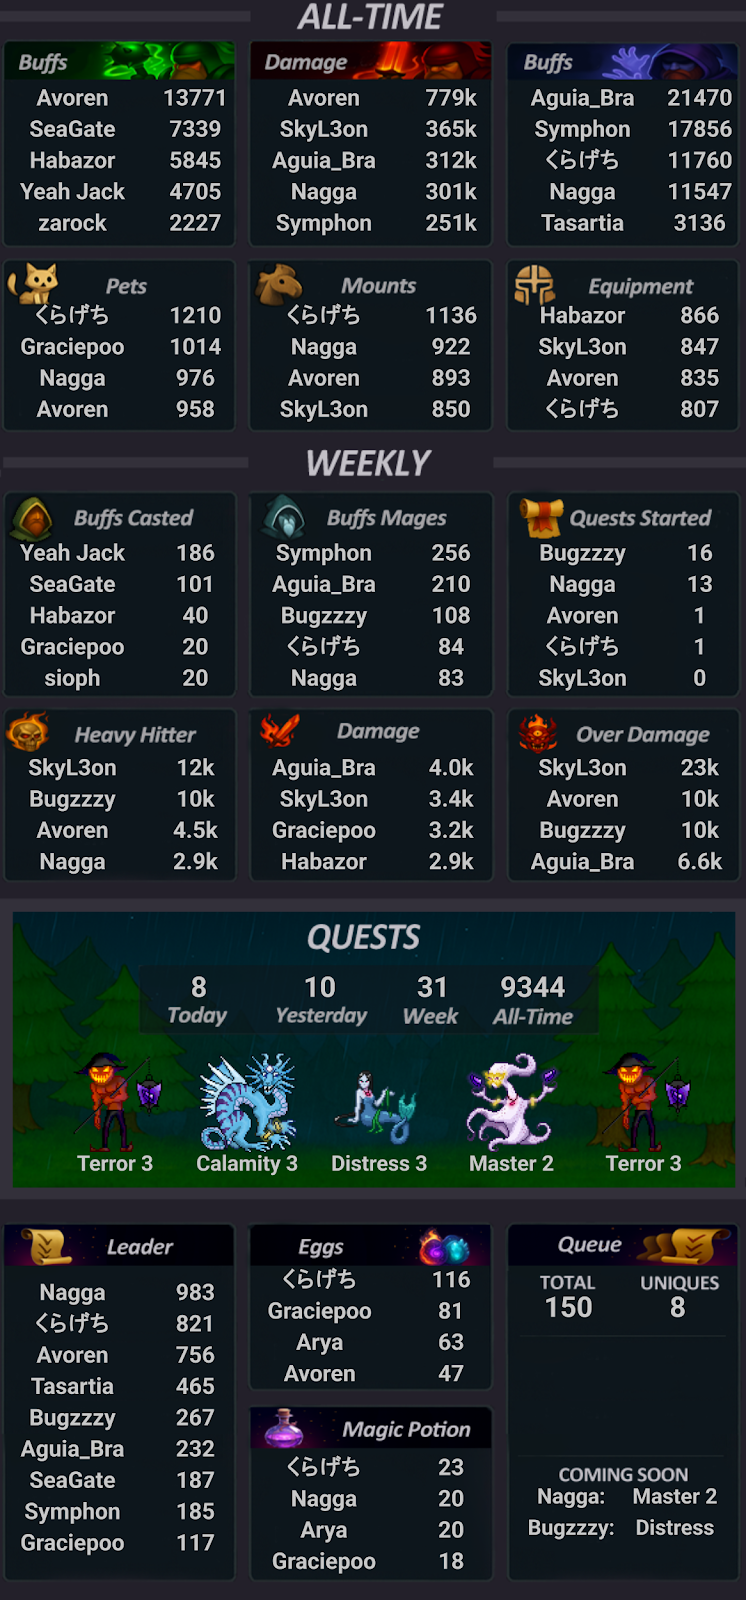 ALL-TIME
Buffs
Avoren 13771
SeaGate 7339
Habazor 5845
Yeah Jack 4705
zarock 2227
Damage
Avoren 779k
SkyL3on 365k
Aguia_Bra 312k
Nagga 301k
Symphon 251k
Buffs
Aguia_Bra 21470
Symphon 17856
くらげち 11760
Nagga 11547
Tasartia 3136
Pets
くらげち 1210
Graciepoo 1014
Nagga 976
Avoren 958
Mounts
くらげち 1136
Nagga 922
Avoren 893
SkyL3on 850
Equipment
Habazor 866
SkyL3on 847
Avoren 835
くらげち 807
WEEKLY
Buffs Casted
Yeah Jack 186
SeaGate 101
Habazor 40
Graciepoo 20
sioph 20
Buffs Mages
Symphon 256
Aguia_Bra 210
Bugzzzy 108
くらげち 84
Nagga 83
Quests Started
Bugzzzy 16
Nagga 13
Avoren 1
くらげち 1
SkyL3on 0
Heavy Hitter
SkyL3on 12k
Bugzzzy 10k
Avoren 4.5k
Nagga 2.9k
Damage
Aguia_Bra 4.0k
SkyL3on 3.4k
Graciepoo 3.2k
Habazor 2.9k
Over Damage
SkyL3on 23k
Avoren 10k
Bugzzzy 10k
Aguia_Bra 6.6k
QUESTS
8 10 31 9344
Today Yesterday Week All-Time
Terror 3 Calamity 3 Distress 3 Master 2 Terror 3
Leader
Nagga 983
くらげち 821
Avoren 756
Tasartia 465
Bugzzzy 267
Aguia_Bra 232
SeaGate 187
Symphon 185
Graciepoo 117
Eggs
くらげち 116
Graciepoo 81
Arya 63
Avoren 47
Magic Potion
くらげち 23
Nagga 20
Arya 20
Graciepoo 18
Queue
TOTAL UNIQUES
150 8
COMING SOON
Nagga: Master 2
Bugzzzy: Distress